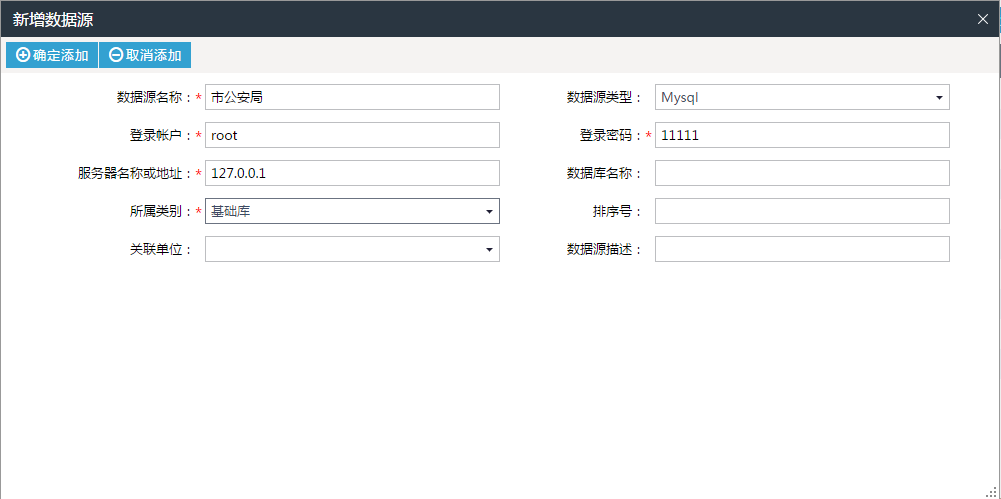 新增数据源
确定添加 取消添加
数据源名称：* 市公安局 数据源类型： Mysql
登录帐户：* root 登录密码：* 11111
服务器名称或地址：* 127.0.0.1 数据库名称：
所属类别：* 基础库 排序号：
关联单位： 数据源描述：